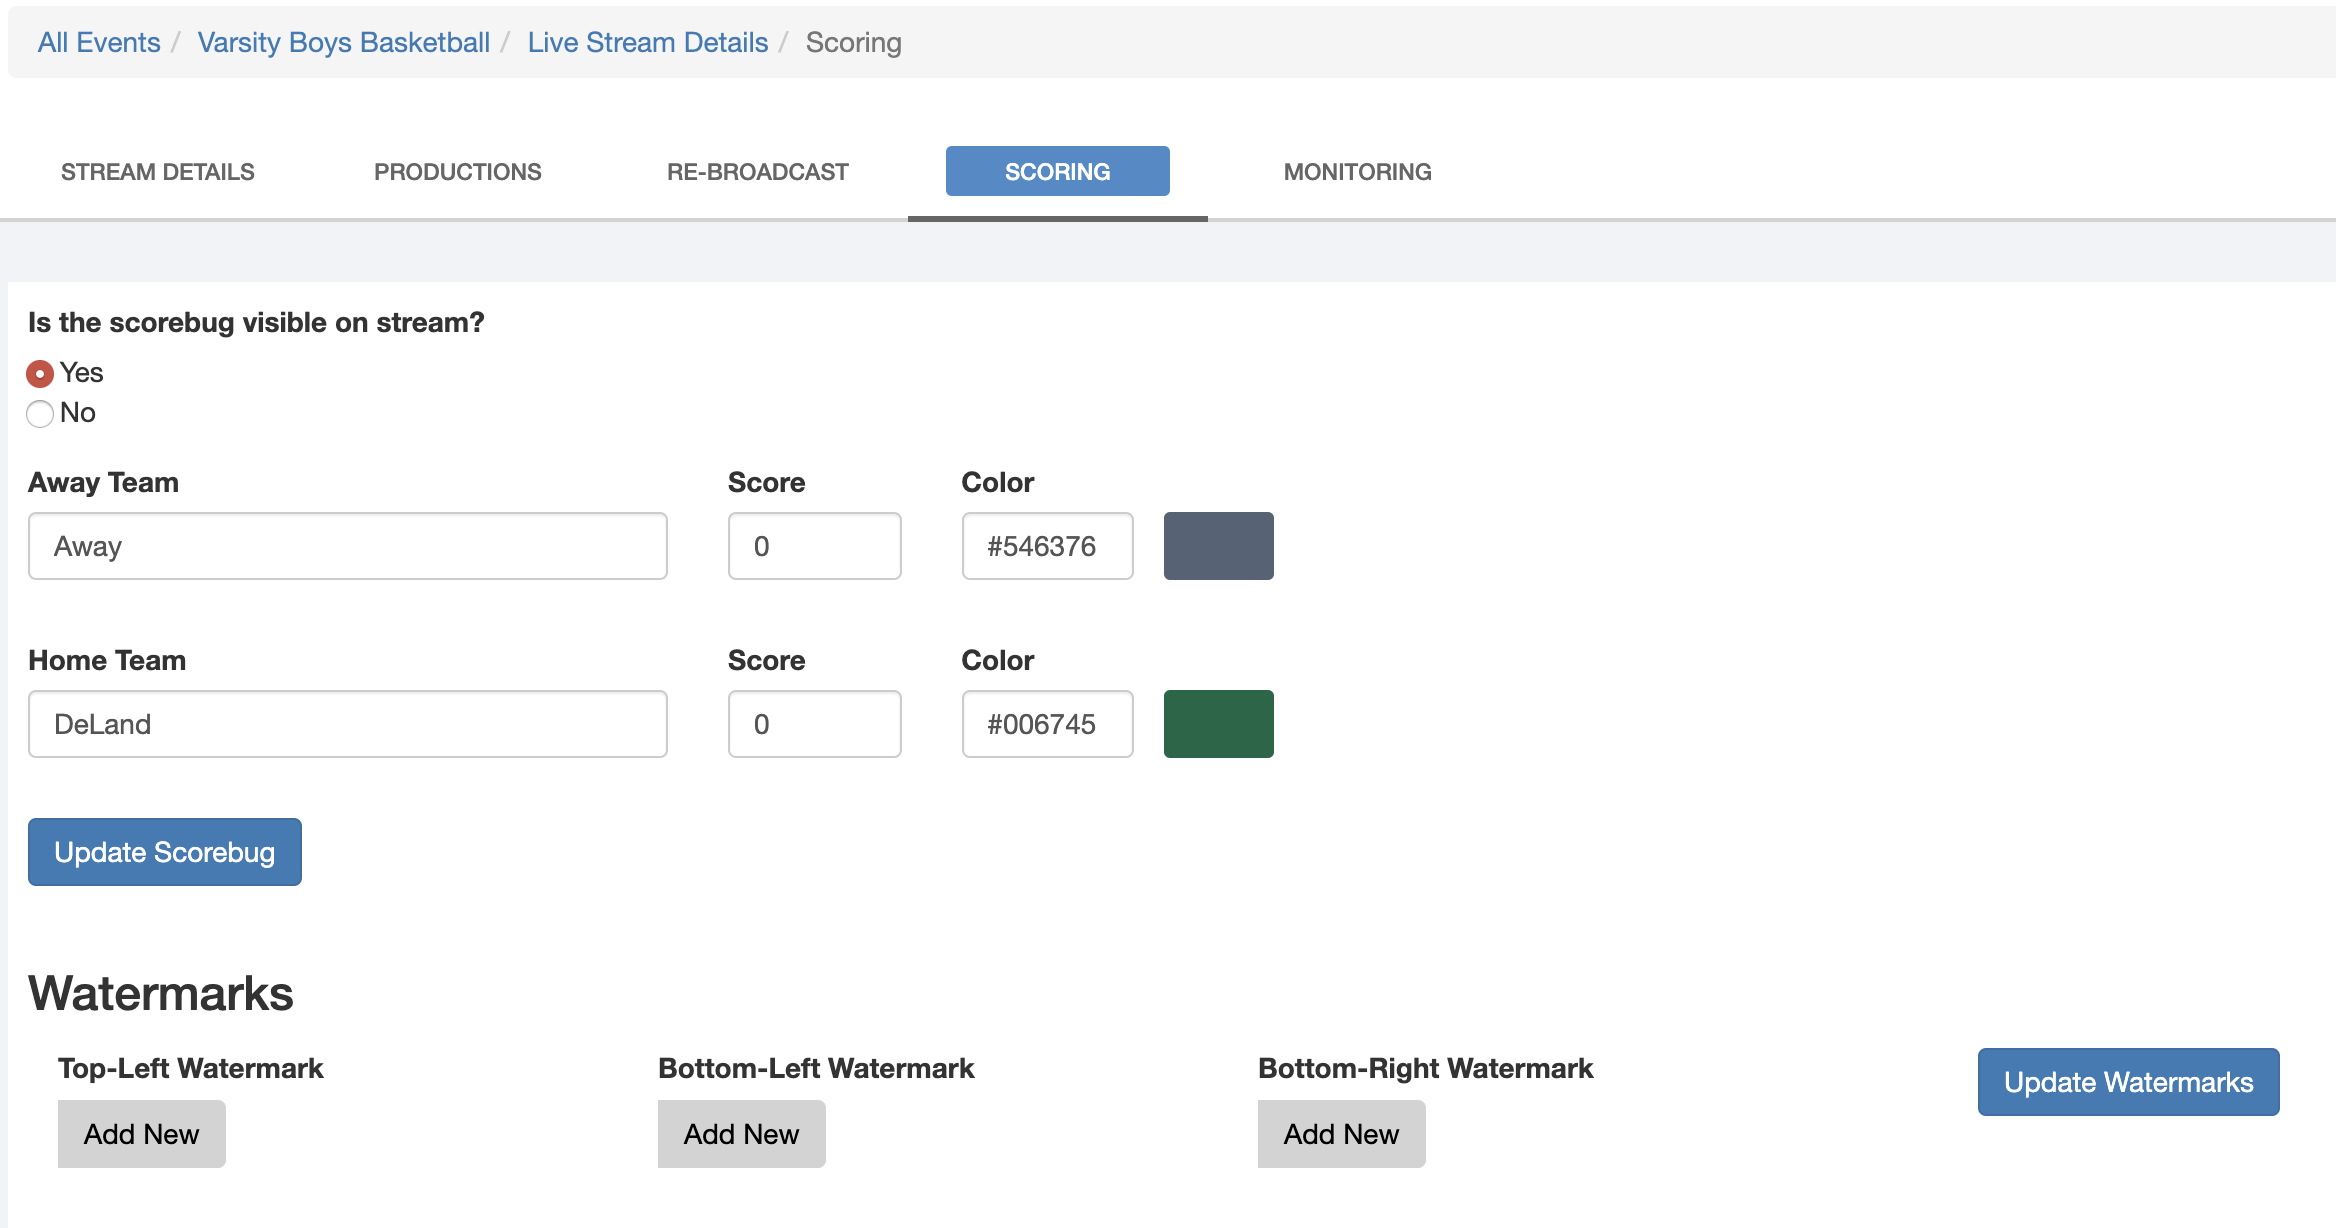 All Events / Varsity Boys Basketball / Live Stream Details / Scoring
STREAM DETAILS PRODUCTIONS RE-BROADCAST SCORING MONITORING
Is the scorebug visible on stream?
Yes
No
Away Team Score Color
Away 0 #546376
Home Team Score Color
DeLand 0 #006745
Update Scorebug
Watermarks
Top-Left Watermark Bottom-Left Watermark Bottom-Right Watermark Update Watermarks
Add New Add New Add New